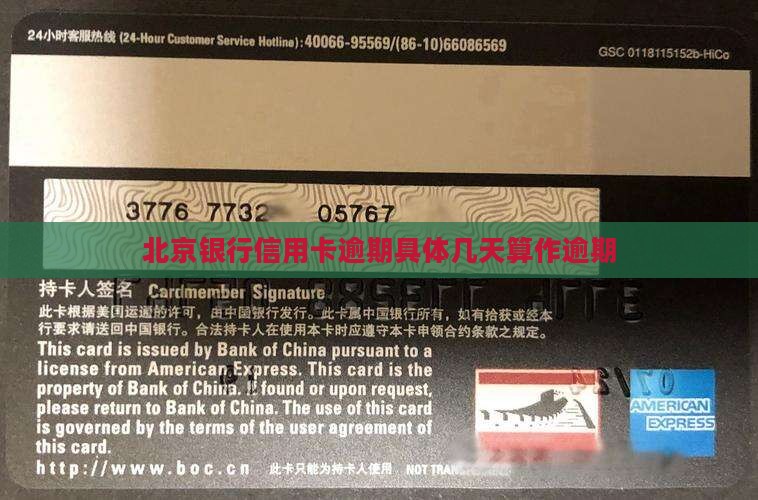 24小时客服热线 (24-Hour Customer Service Hotline):40066-95569/(86-10)66086569
GSC 0118115152b-HiCo
3776 7732 05767
北京银行信用卡逾期具体几天算作逾期
持卡人签名 Cardmember Signature
此卡根据美国运通的许可，由中国银行发行。此卡属中国银行所有，如有拾获或经本
行要求请送回中国银行。合法持卡人在使用本卡时应遵守本卡申领合约条款之规定。
This card is issued by Bank of China pursuant to a
license from American Express. This card is the
property of Bank of China. If found or upon request,
please return to Bank of China. The use of this card
is governed by the terms of the user agreement of
this card.
AMERICAN
EXPRESS
http://www.boc.cn 此卡只能为持卡人使用 NOT